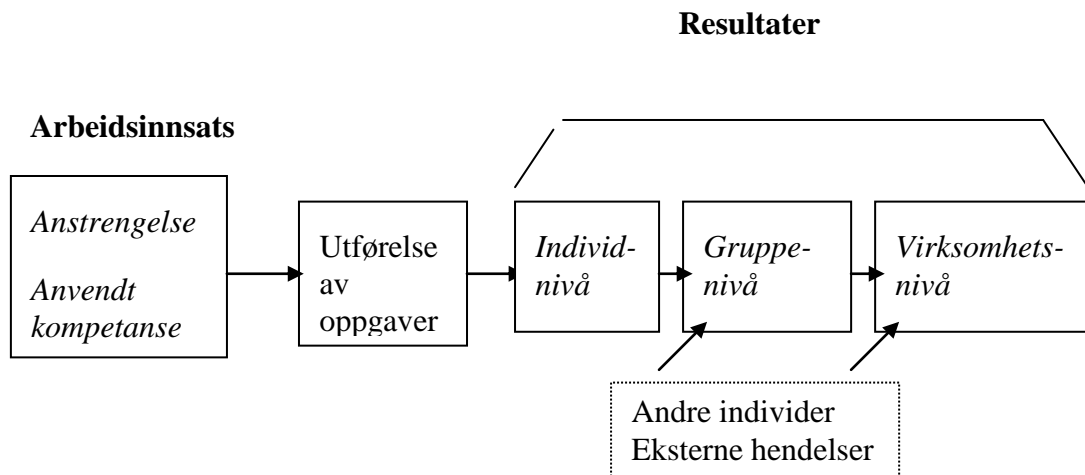 Resultater
Arbeidsinnsats
Anstrengelse
Anvendt
kompetanse
Utførelse
av
oppgaver
Individ-
nivå
Gruppe-
nivå
Virksomhets-
nivå
Andre individer
Eksterne hendelser